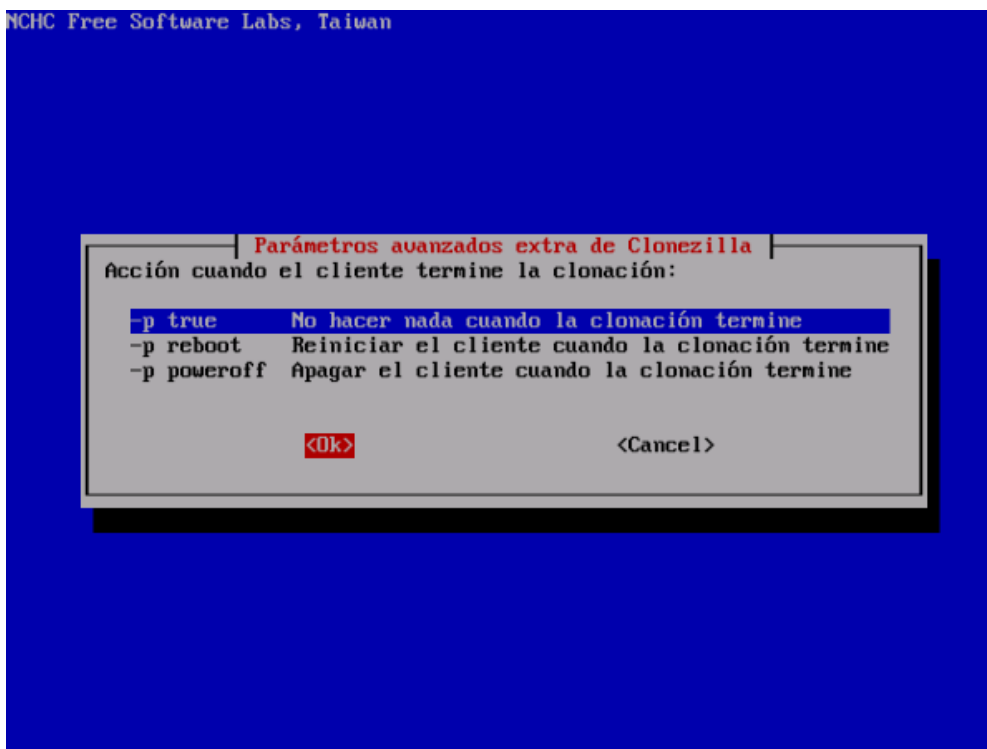 NCHC Free Software Labs, Taiwan
Parámetros avanzados extra de Clonezilla
Acción cuando el cliente termine la clonación:
-p true No hacer nada cuando la clonación termine
-p reboot Reiniciar el cliente cuando la clonación termine
-p poweroff Apagar el cliente cuando la clonación termine
<Ok> <Cancel>